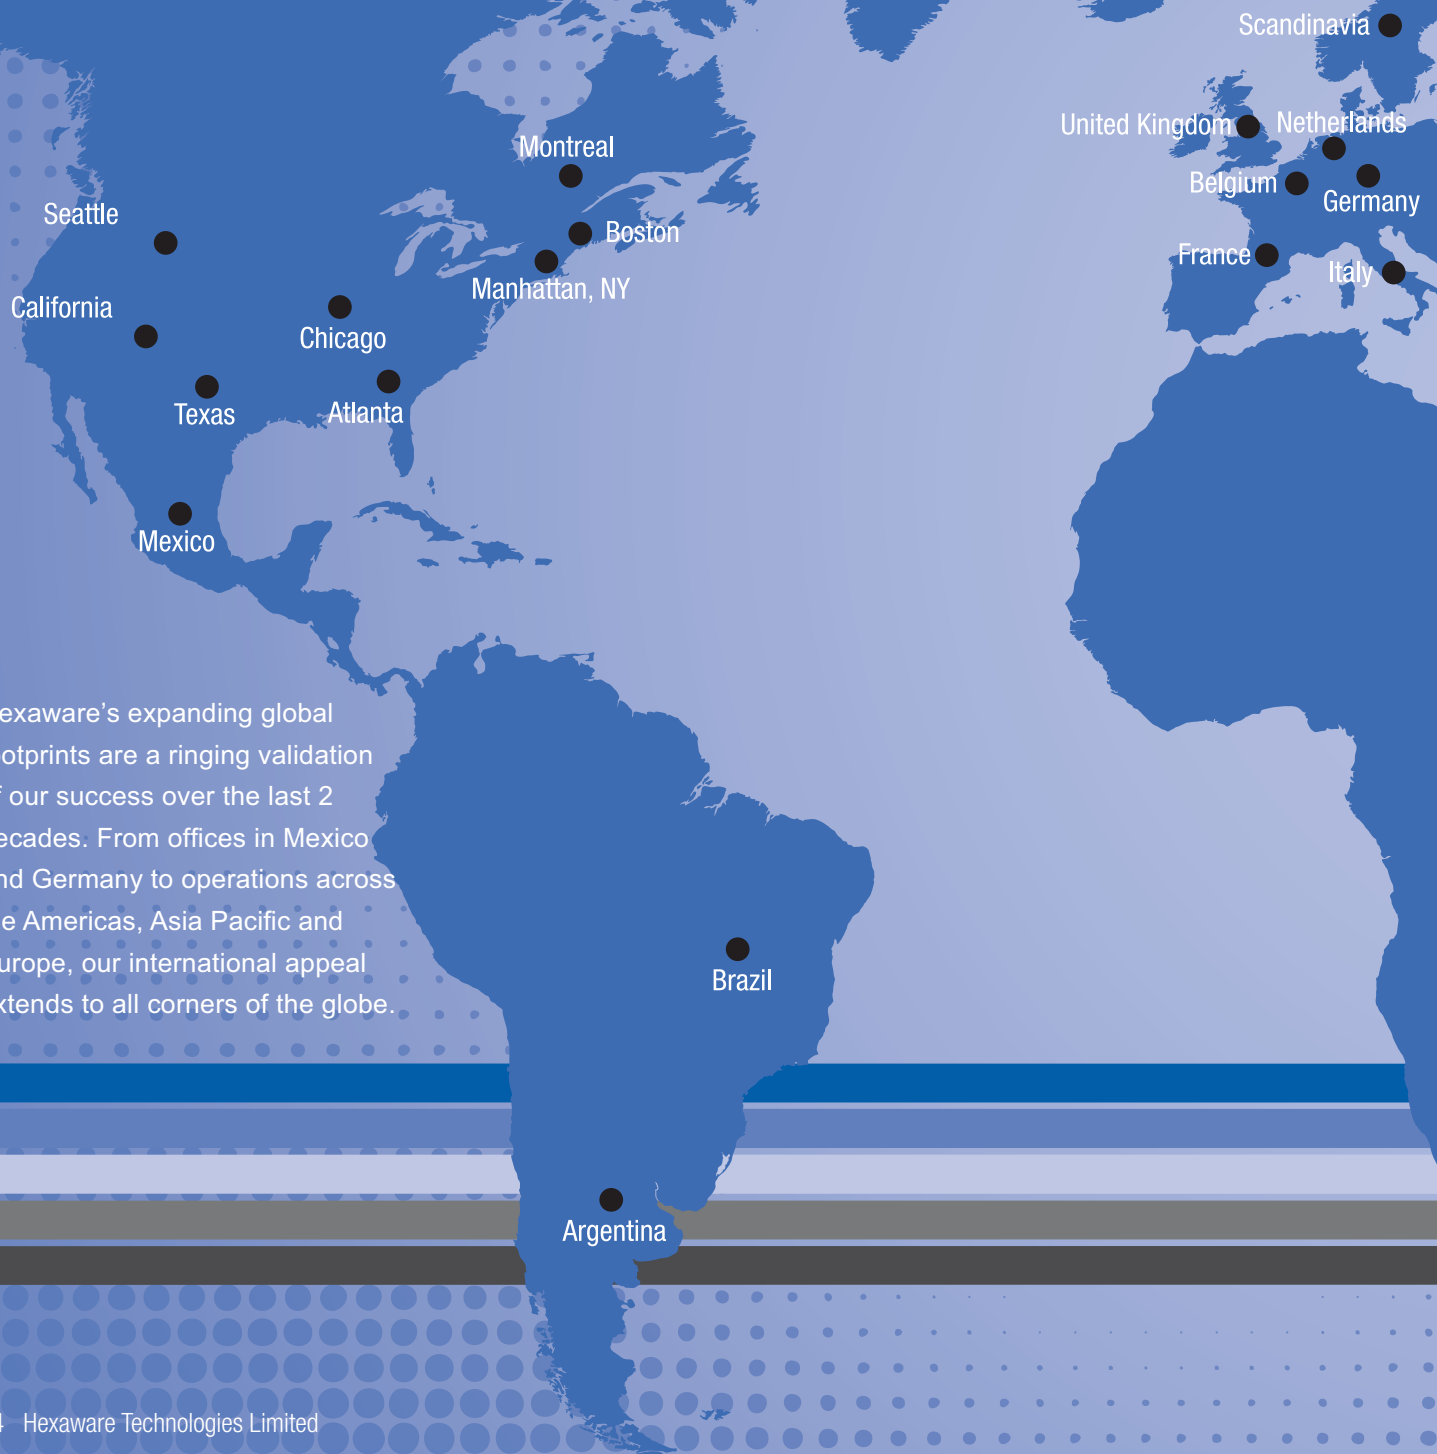 Scandinavia
United Kingdom
Netherlands
Montreal
Belgium
Germany
Seattle
Boston
France
Italy
Manhattan, NY
California
Chicago
Texas
Atlanta
Mexico
exaware’s expanding global
otprints are a ringing validation
f our success over the last 2
ecades. From offices in Mexico
nd Germany to operations across
e Americas, Asia Pacific and
urope, our international appeal
xtends to all corners of the globe.
Brazil
Argentina
4 Hexaware Technologies Limited